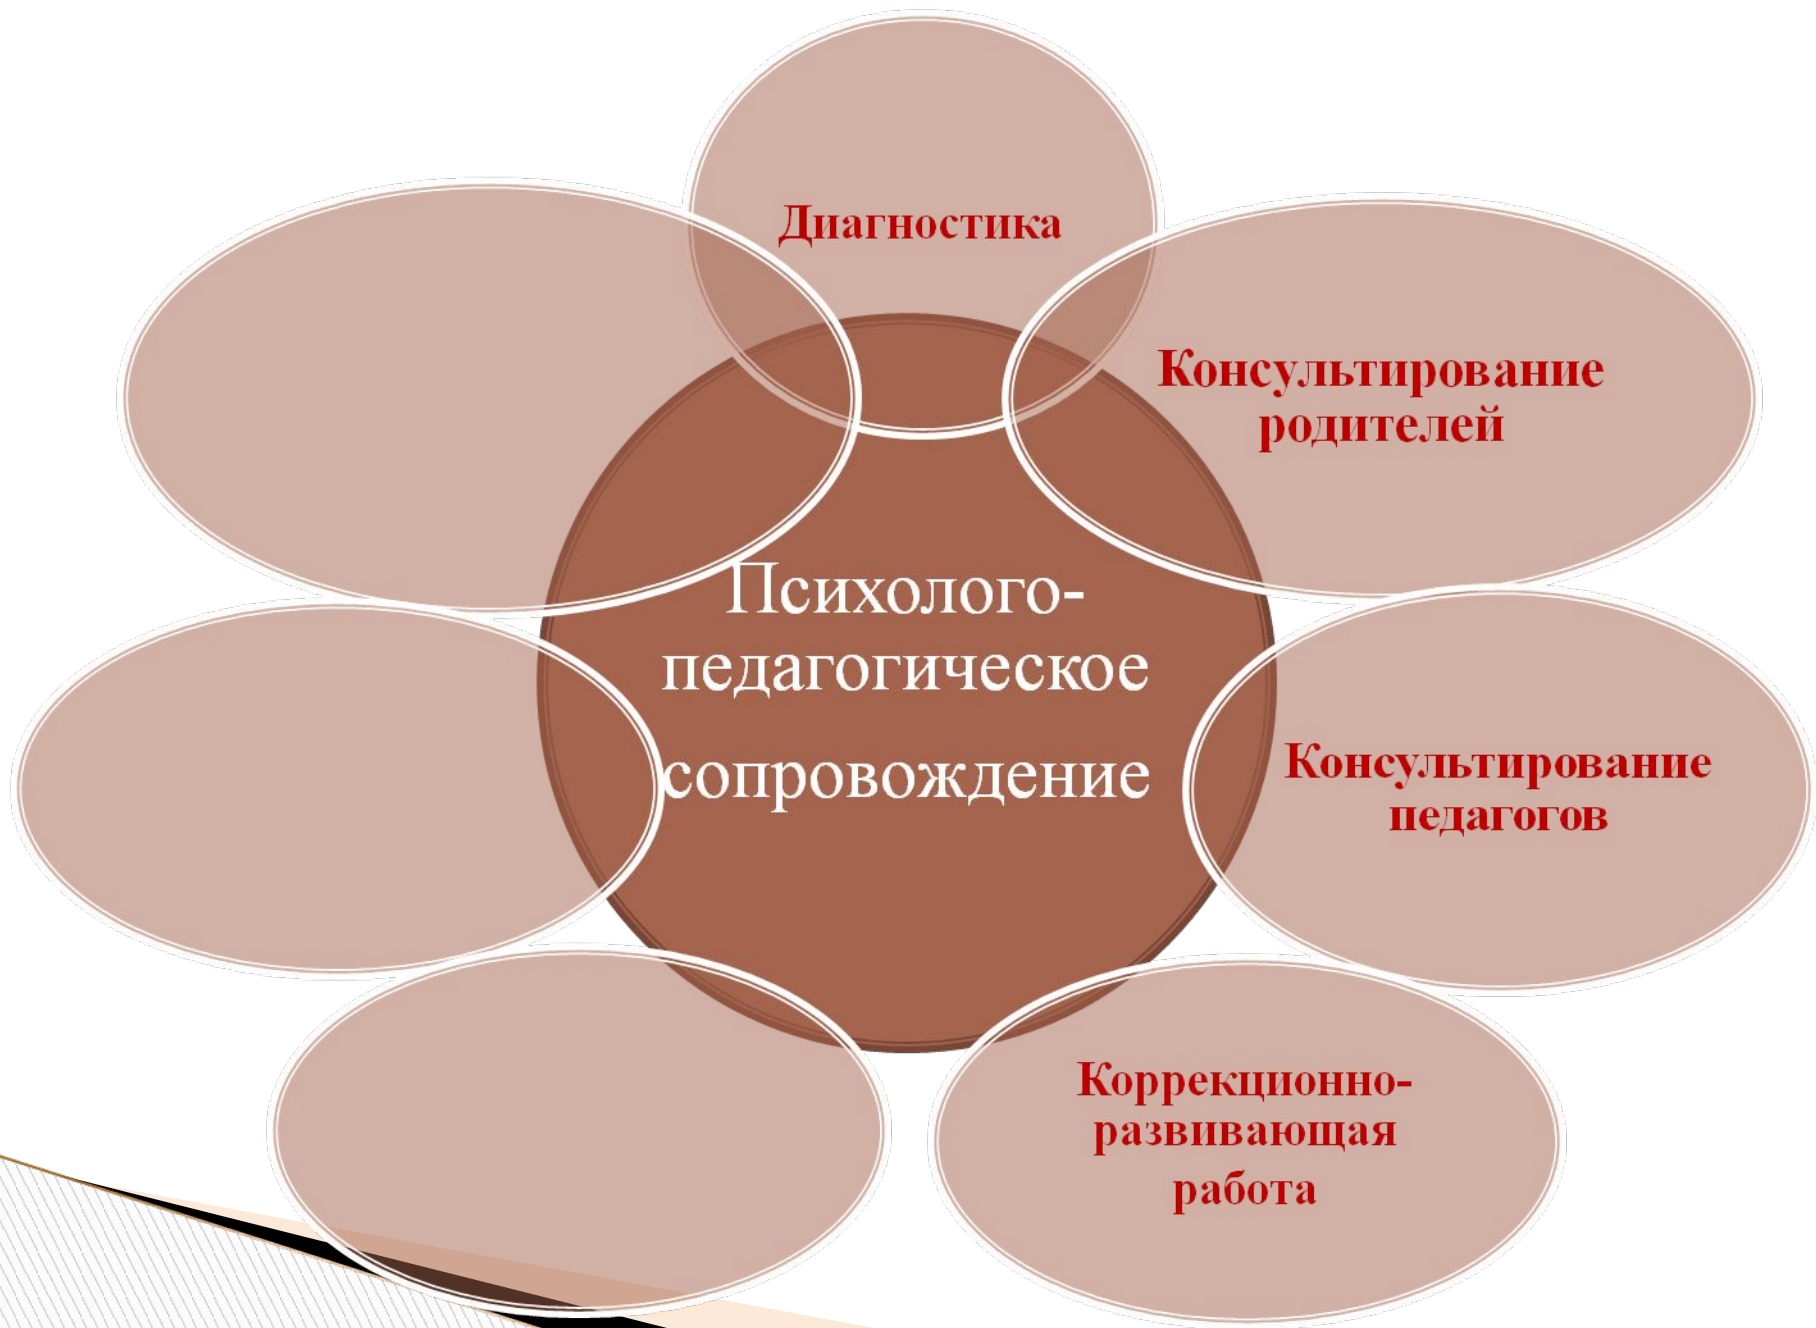 Диагностика
Консультирование
родителей
Психолого-
педагогическое
сопровождение
Консультирование
педагогов
Коррекционно-
развивающая
работа